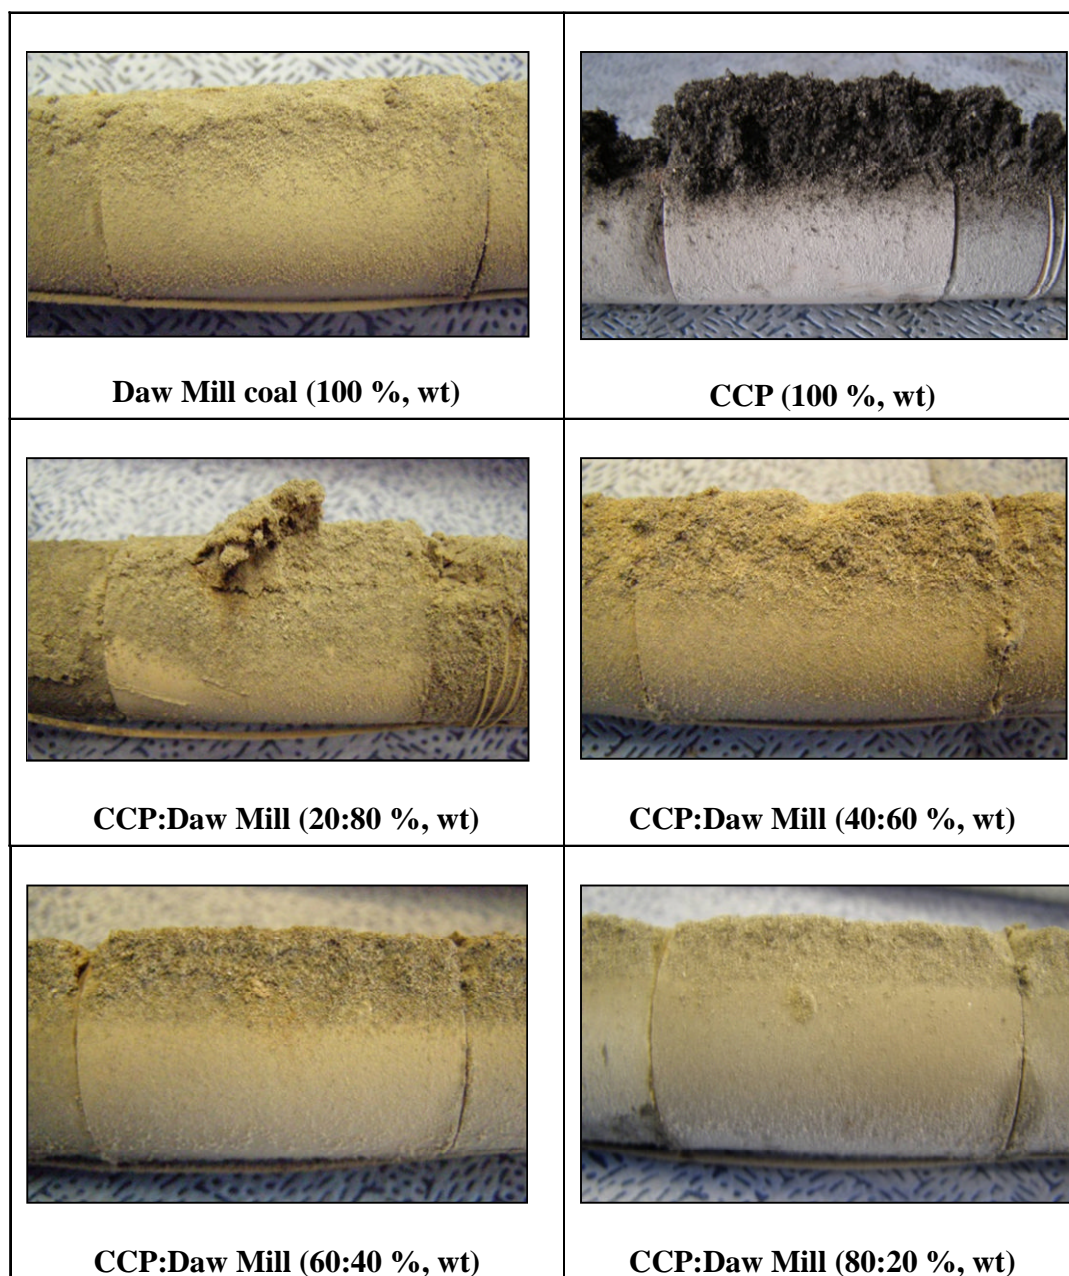 Daw Mill coal (100 %, wt)
CCP (100 %, wt)
CCP:Daw Mill (20:80 %, wt)
CCP:Daw Mill (40:60 %, wt)
CCP:Daw Mill (60:40 %, wt)
CCP:Daw Mill (80:20 %, wt)